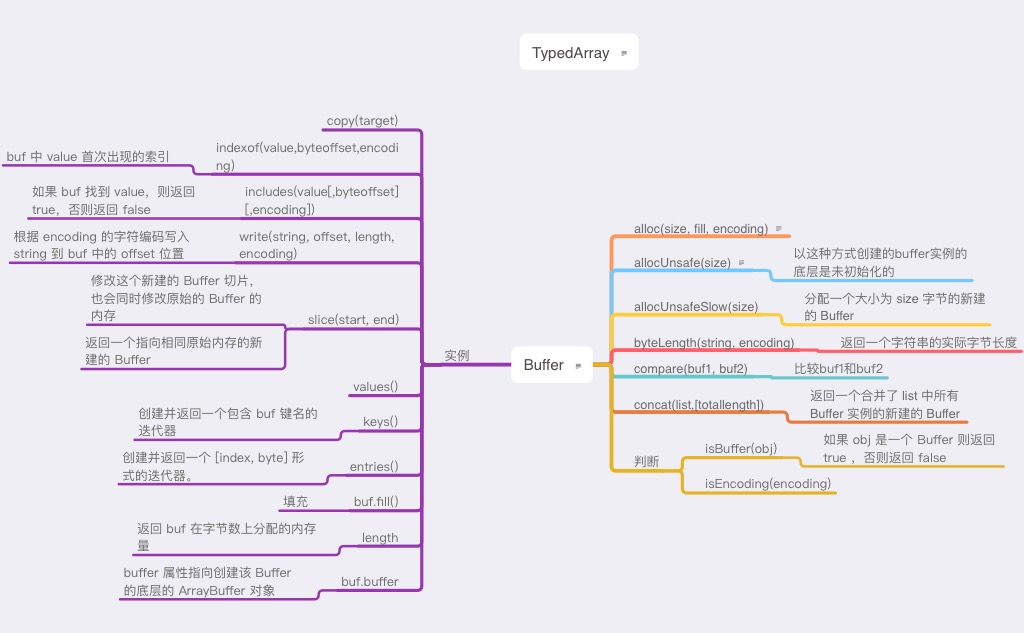 TypedArray
copy(target)
indexof(value,byteoffset,encodi
ng)
buf 中 value 首次出现的索引
includes(value[,byteoffset]
[,encoding])
如果 buf 找到 value，则返回
true，否则返回 false
write(string, offset, length,
encoding)
根据 encoding 的字符编码写入
string 到 buf 中的 offset 位置
slice(start, end)
修改这个新建的 Buffer 切片，
也会同时修改原始的 Buffer 的
内存
返回一个指向相同原始内存的新
建的 Buffer
values()
keys()
创建并返回一个包含 buf 键名的
迭代器
entries()
创建并返回一个 [index, byte] 形
式的迭代器。
buf.fill()
填充
length
返回 buf 在字节数上分配的内存
量
buf.buffer
buffer 属性指向创建该 Buffer
的底层的 ArrayBuffer 对象
实例
Buffer
alloc(size, fill, encoding)
allocUnsafe(size)
以这种方式创建的buffer实例的
底层是未初始化的
allocUnsafeSlow(size)
分配一个大小为 size 字节的新建
的 Buffer
byteLength(string, encoding)
返回一个字符串的实际字节长度
compare(buf1, buf2)
比较buf1和buf2
concat(list,[totallength])
返回一个合并了 list 中所有
Buffer 实例的新建的 Buffer
判断
isBuffer(obj)
如果 obj 是一个 Buffer 则返回
true ，否则返回 false
isEncoding(encoding)